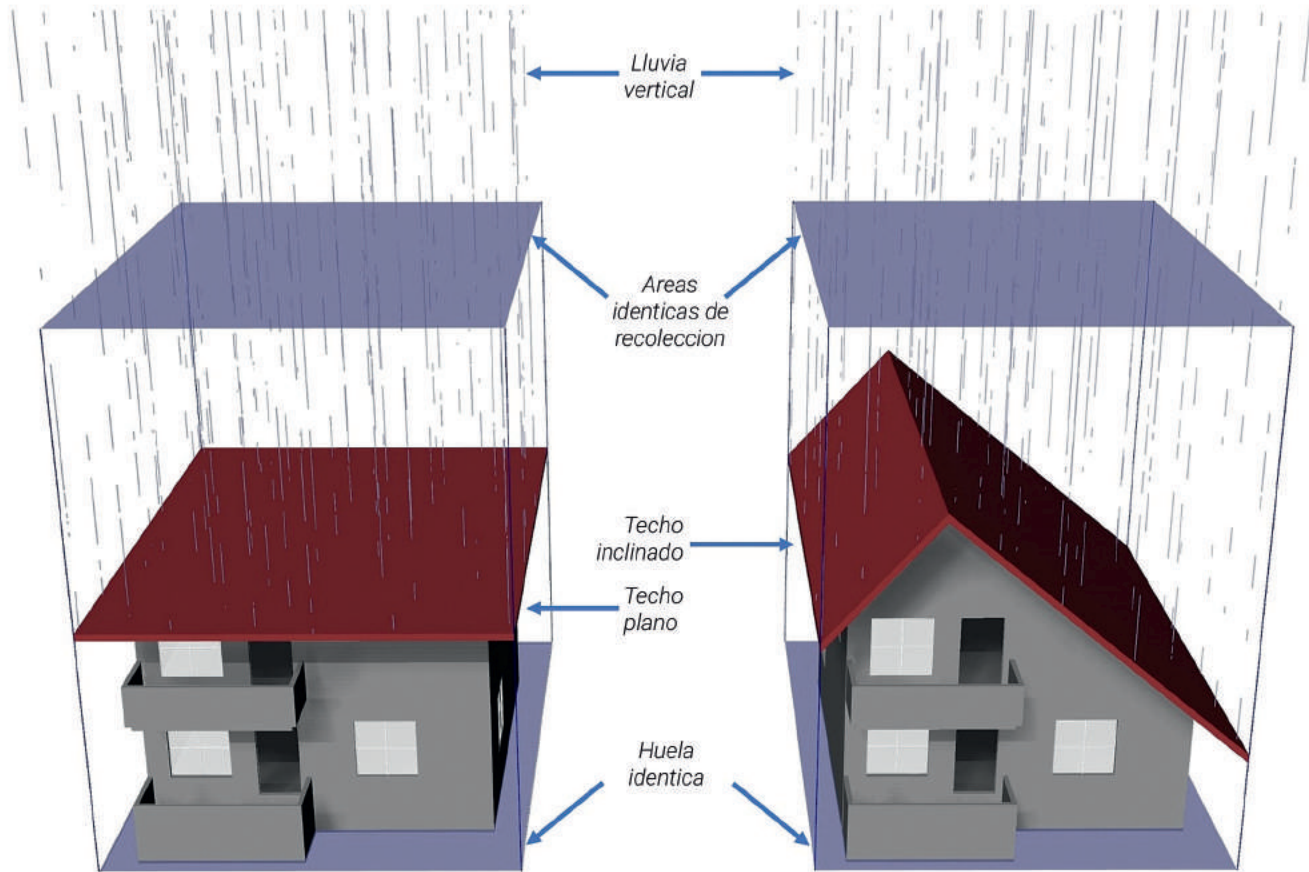 Lluvia
vertical
Areas
identicas de
recoleccion
Techo
inclinado
Techo
plano
Huela
identica